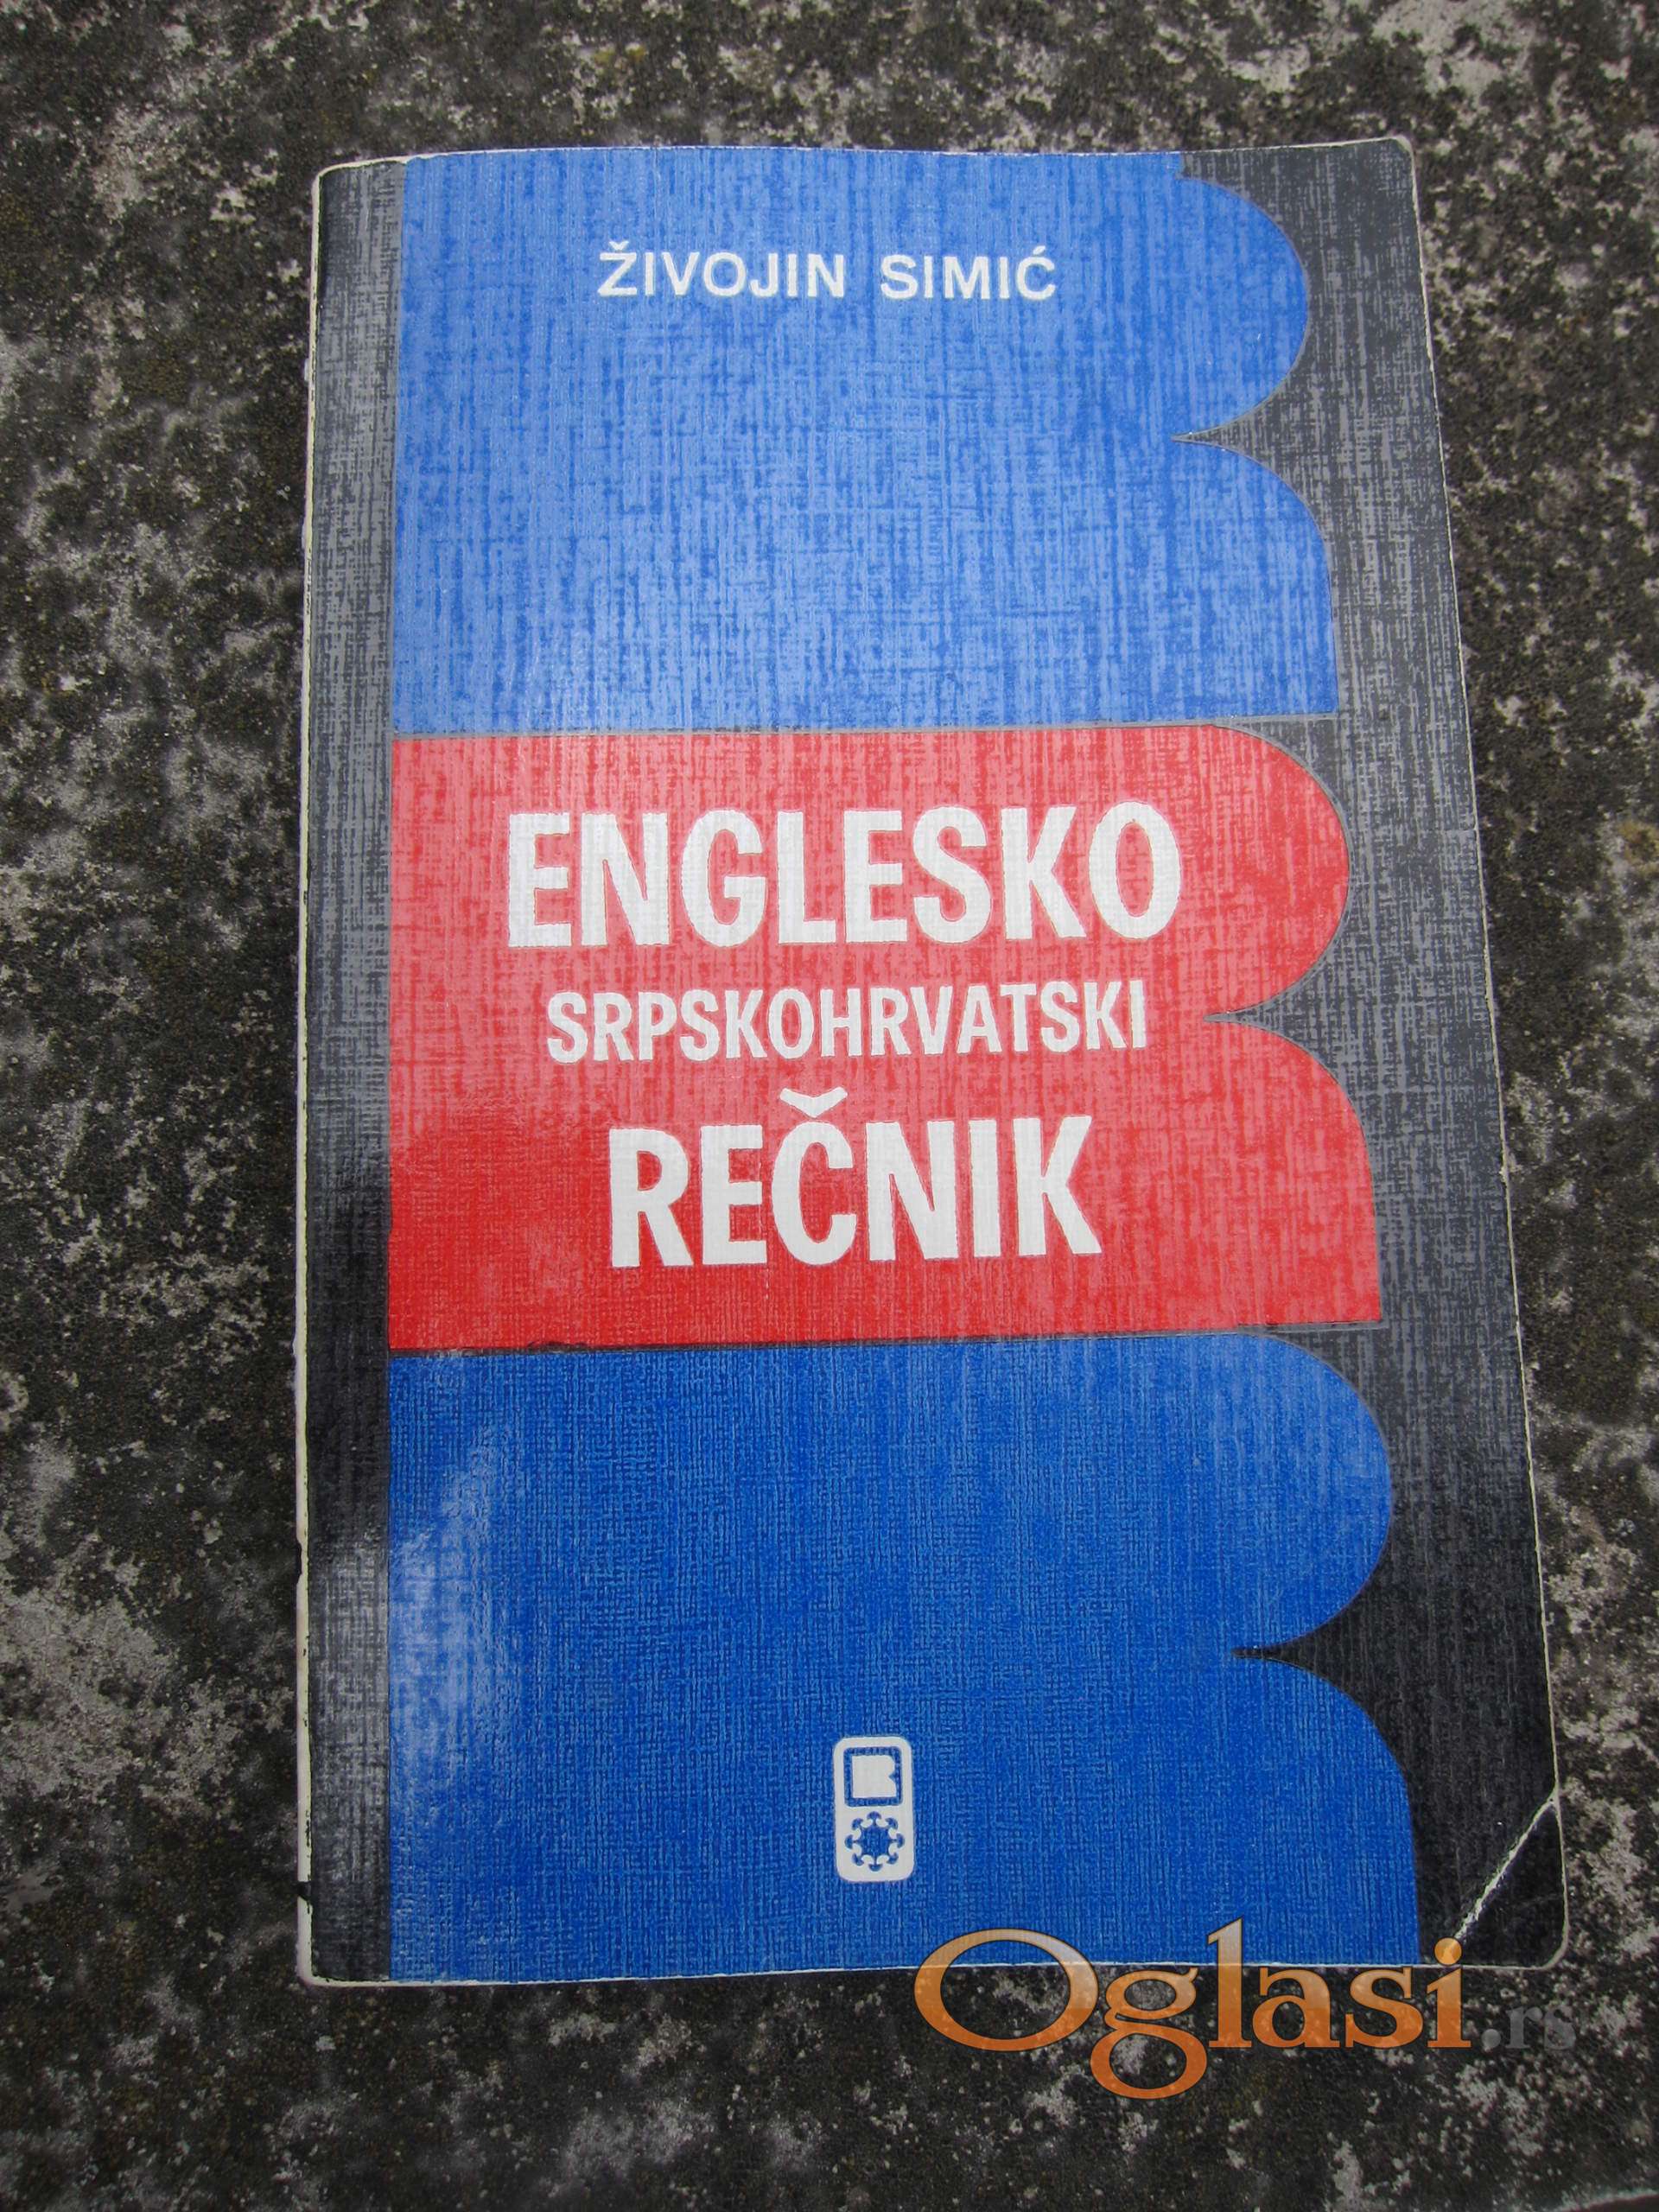 ŽIVOJIN SIMIĆ
ENGLESKO
SRPSKOHRVATSKI
REČNIK
Oglasi.rs